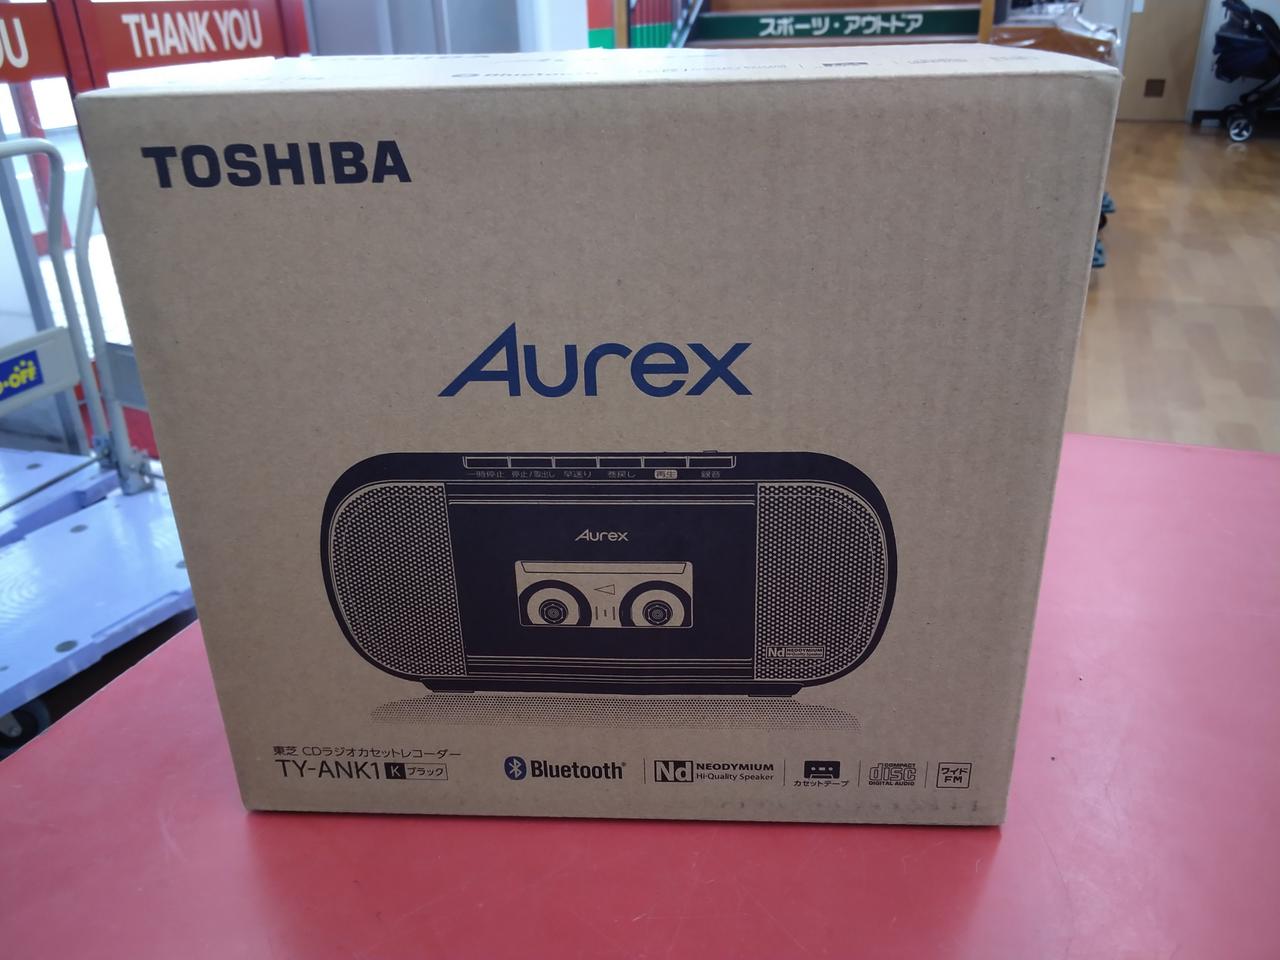 THANK YOU
スポーツ・アウトドア
TOSHIBA
Aurex
一時停止 停止/取出し 早送り 巻戻し 再生 録音
Aurex
Nd NEODYMIUM
Hi-Quality Speaker
東芝 CDラジオカセットレコーダー
TY-ANK1 K ブラック
Bluetooth
Nd NEODYMIUM
Hi-Quality Speaker
カセットテープ
COMPACT
disc
DIGITAL AUDIO
ワイド
FM